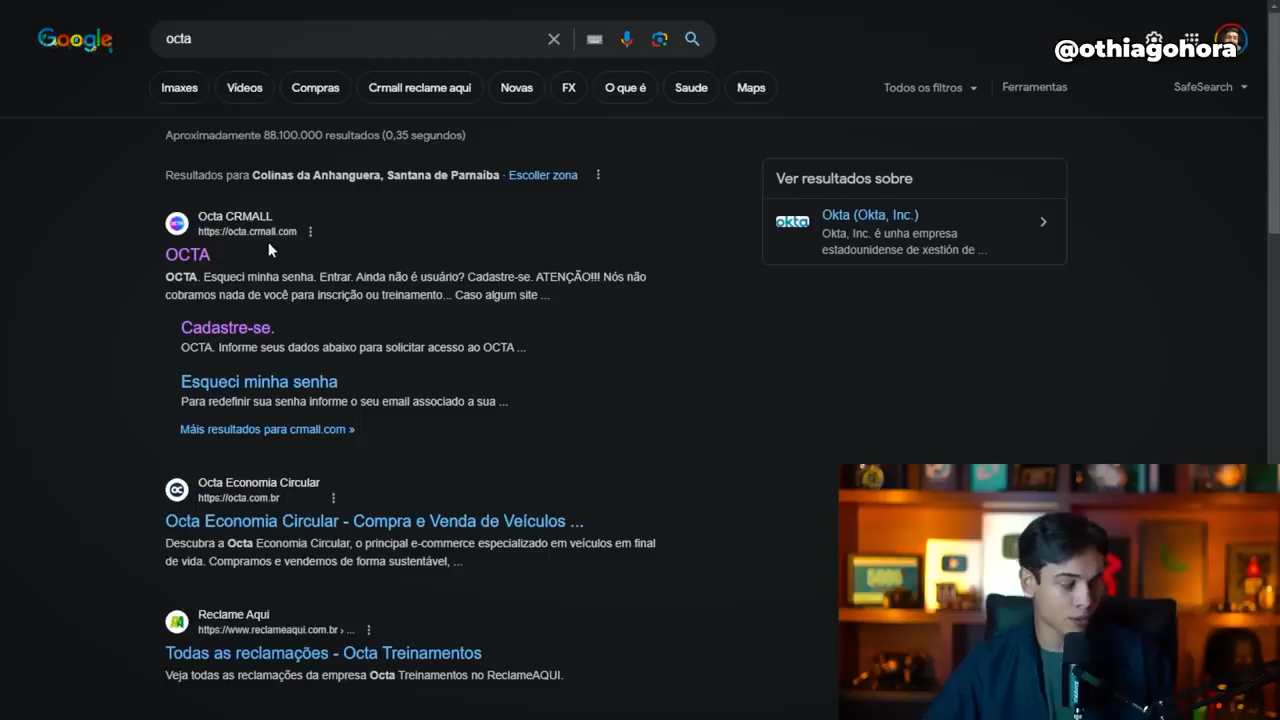 Google
octa
@othiagohora
Imaxes
Vídeos
Compras
Crmall reclame aqui
Novas
FX
O que é
Saude
Maps
Todos os filtros
Ferramentas
SafeSearch
Aproximadamente 88.100.000 resultados (0,35 segundos)
Resultados para Colinas da Anhanguera, Santana de Parnaíba · Escoller zona
Octa CRMALL
https://octa.crmall.com
OCTA
OCTA. Esqueci minha senha. Entrar. Ainda não é usuário? Cadastre-se. ATENÇÃO!!! Nós não
cobramos nada de você para inscrição ou treinamento... Caso algum site ...
Cadastre-se.
OCTA. Informe seus dados abaixo para solicitar acesso ao OCTA ...
Esqueci minha senha
Para redefinir sua senha informe o seu email associado a sua ...
Máis resultados para crmall.com »
Octa Economia Circular
https://octa.com.br
Octa Economia Circular - Compra e Venda de Veículos ...
Descubra a Octa Economia Circular, o principal e-commerce especializado em veículos em final
de vida. Compramos e vendemos de forma sustentável, ...
Reclame Aqui
https://www.reclameaqui.com.br › ...
Todas as reclamações - Octa Treinamentos
Veja todas as reclamações da empresa Octa Treinamentos no ReclameAQUI.
Ver resultados sobre
okta
Okta (Okta, Inc.)
Okta, Inc. é unha empresa
estadounidense de xestión de ...